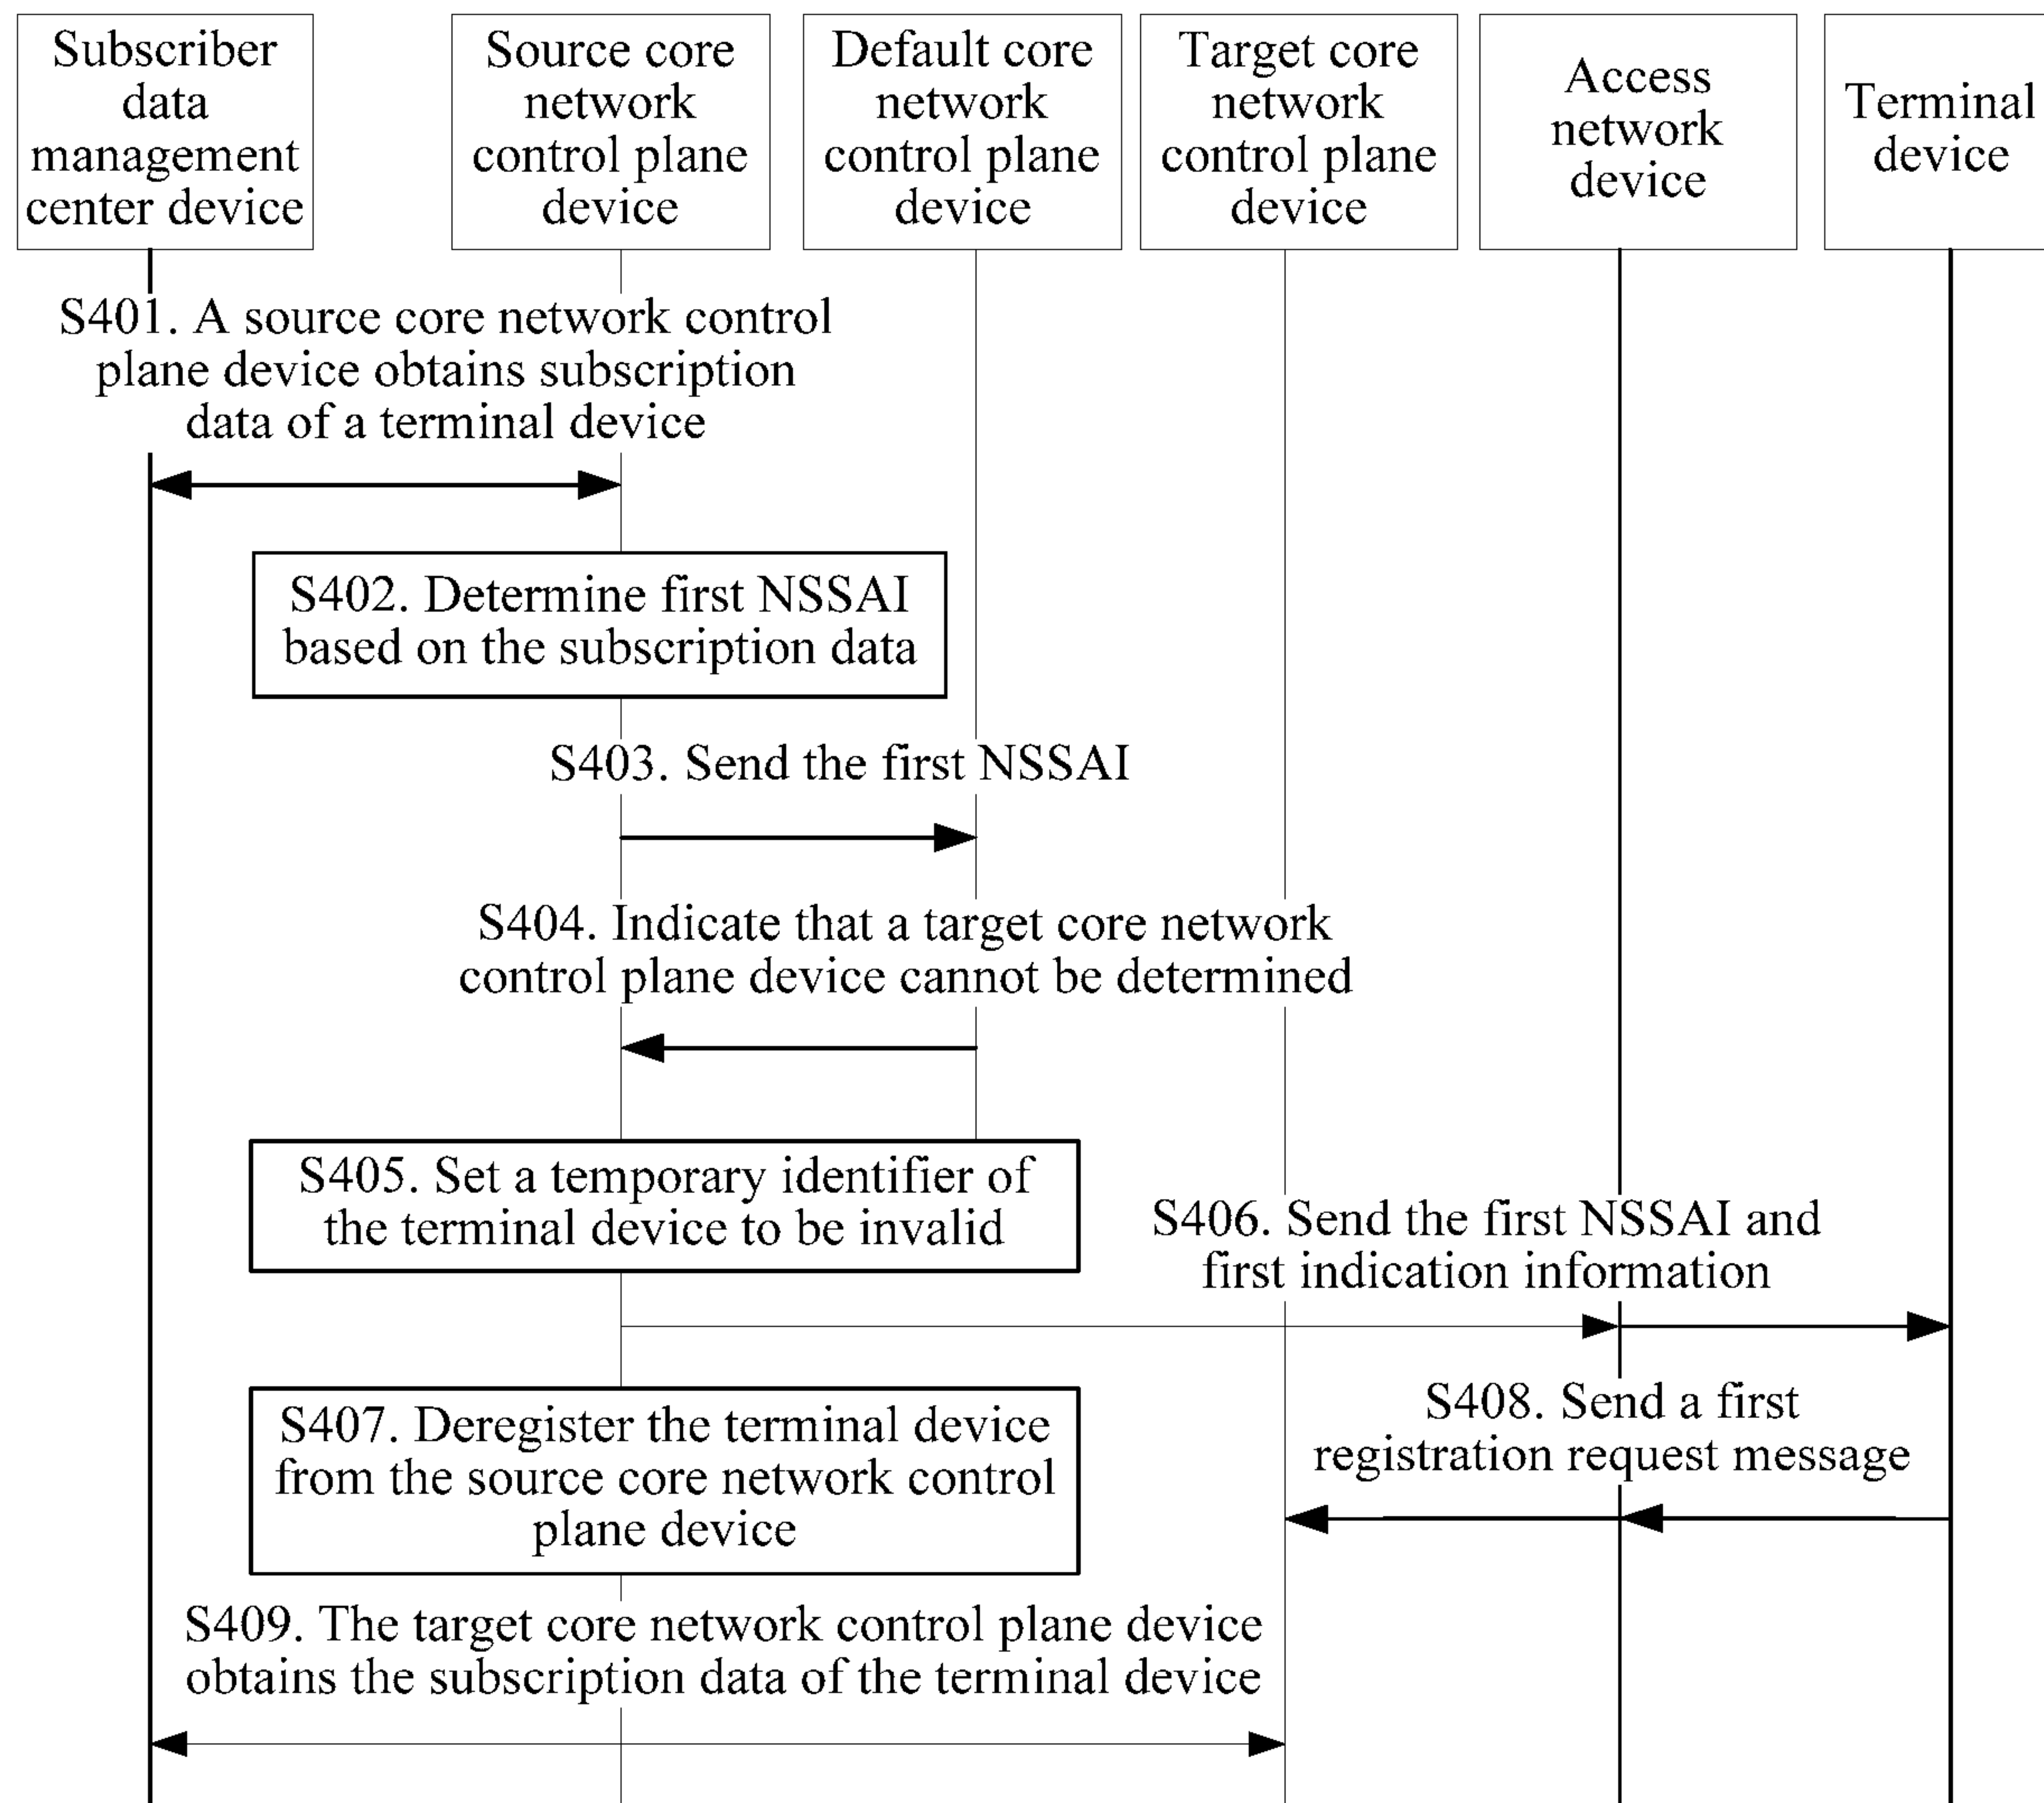 Subscriber
data
management
center device
Source core
network
control plane
device
Default core
network
control plane
device
Target core
network
control plane
device
Access
network
device
Terminal
device
S401. A source core network control
plane device obtains subscription
data of a terminal device
S402. Determine first NSSAI
based on the subscription data
S403. Send the first NSSAI
S404. Indicate that a target core network
control plane device cannot be determined
S405. Set a temporary identifier of
the terminal device to be invalid
S406. Send the first NSSAI and
first indication information
S407. Deregister the terminal device
from the source core network control
plane device
S408. Send a first
registration request message
S409. The target core network control plane device
obtains the subscription data of the terminal device